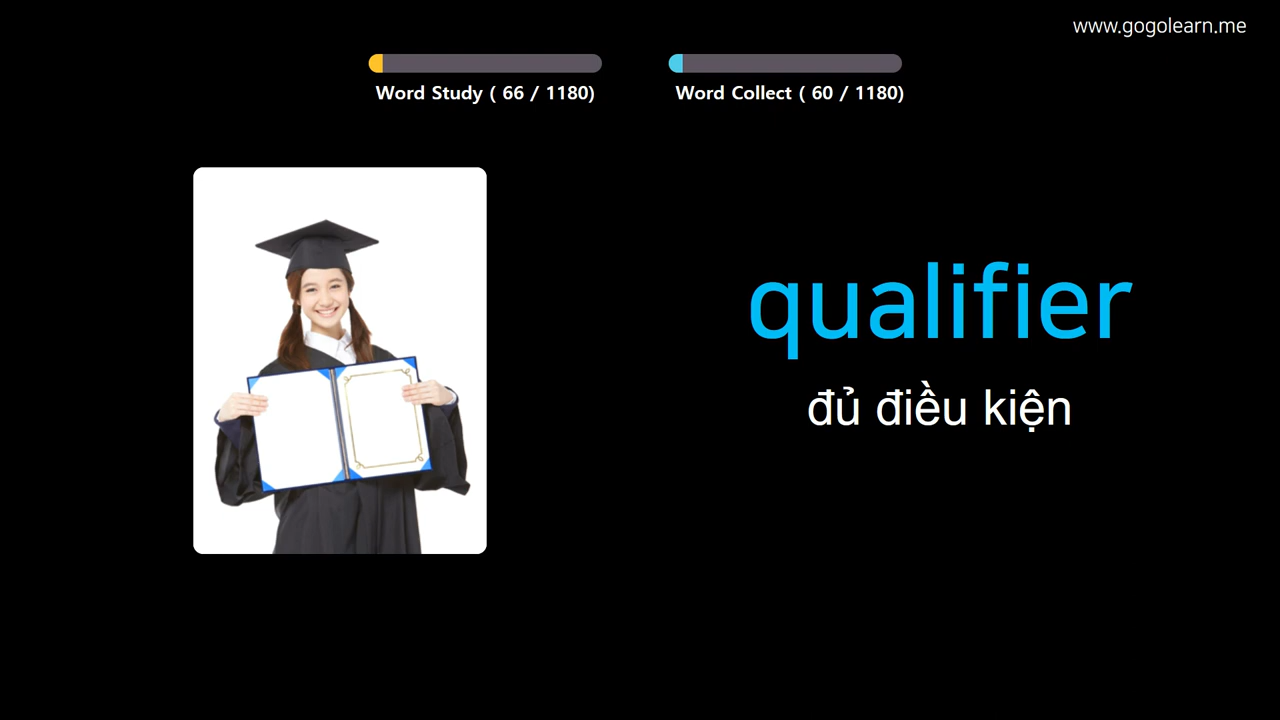 www.gogolearn.me
Word Study ( 66 / 1180)
Word Collect ( 60 / 1180)
qualifier
đủ điều kiện